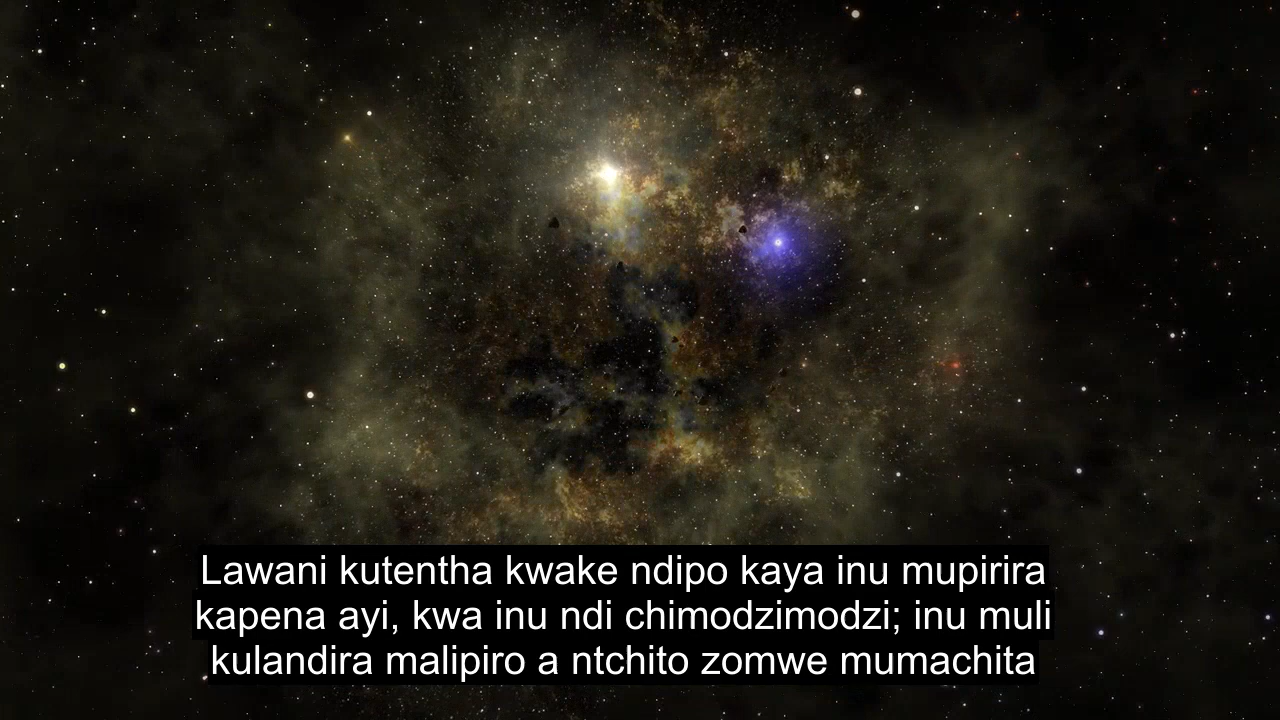 Lawani kutentha kwake ndipo kaya inu mupirira
kapena ayi, kwa inu ndi chimodzimodzi; inu muli
kulandira malipiro a ntchito zomwe mumachita